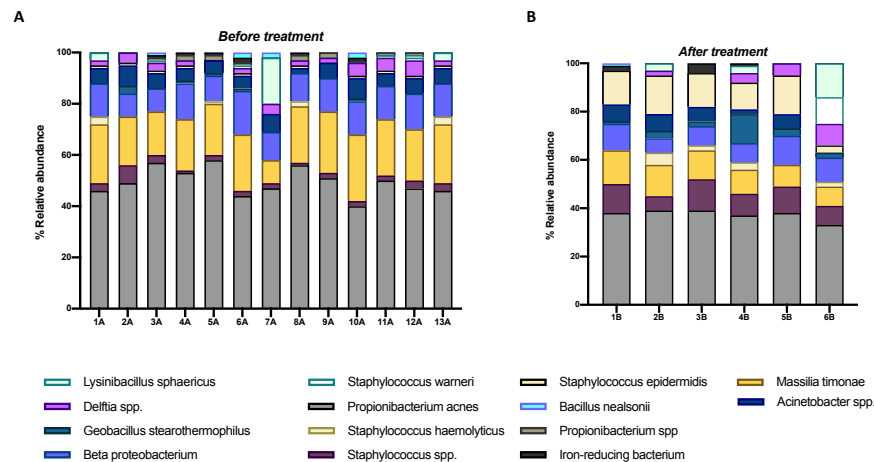 A
Before treatment
% Relative abundance
100
80
60
40
20
0
1A 2A 3A 4A 5A 6A 7A 8A 9A 10A 11A 12A 13A
B
After treatment
% Relative abundance
100
80
60
40
20
0
1B 2B 3B 4B 5B 6B
Lysinibacillus sphaericus Staphylococcus warneri Staphylococcus epidermidis Massilia timonae
Delftia spp. Propionibacterium acnes Bacillus nealsonii Acinetobacter spp.
Geobacillus stearothermophilus Staphylococcus haemolyticus Propionibacterium spp
Beta proteobacterium Staphylococcus spp. Iron-reducing bacterium